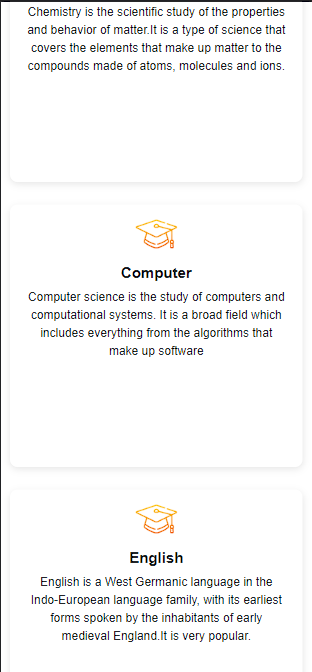 Chemistry is the scientific study of the properties
and behavior of matter.It is a type of science that
covers the elements that make up matter to the
compounds made of atoms, molecules and ions.
Computer
Computer science is the study of computers and
computational systems. It is a broad field which
includes everything from the algorithms that
make up software
English
English is a West Germanic language in the
Indo-European language family, with its earliest
forms spoken by the inhabitants of early
medieval England.It is very popular.